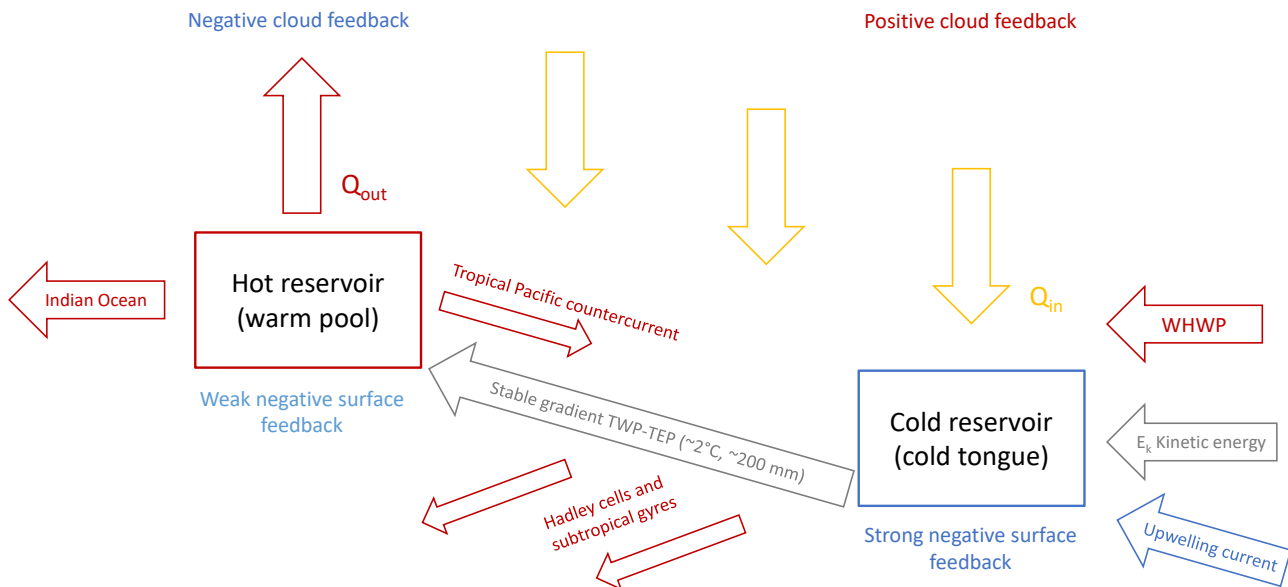 Negative cloud feedback
Positive cloud feedback
Qout
Qin
Indian Ocean
Hot reservoir
(warm pool)
Tropical Pacific countercurrent
WHWP
Weak negative surface
feedback
Stable gradient TWP-TEP (~2°C, ~200 mm)
Cold reservoir
(cold tongue)
Ek Kinetic energy
Hadley cells and
subtropical gyres
Strong negative surface
feedback
Upwelling current